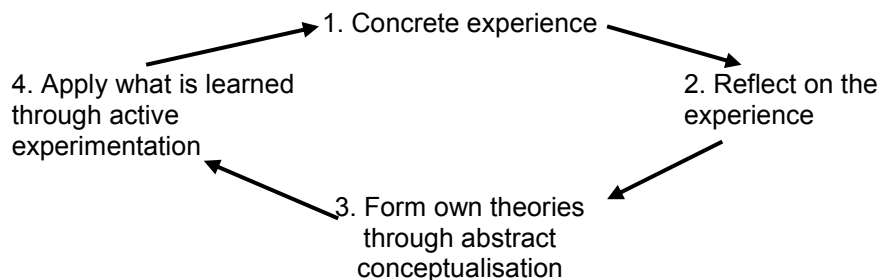 1. Concrete experience
2. Reflect on the
experience
3. Form own theories
through abstract
conceptualisation
4. Apply what is learned
through active
experimentation